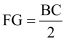 FG = BC/2